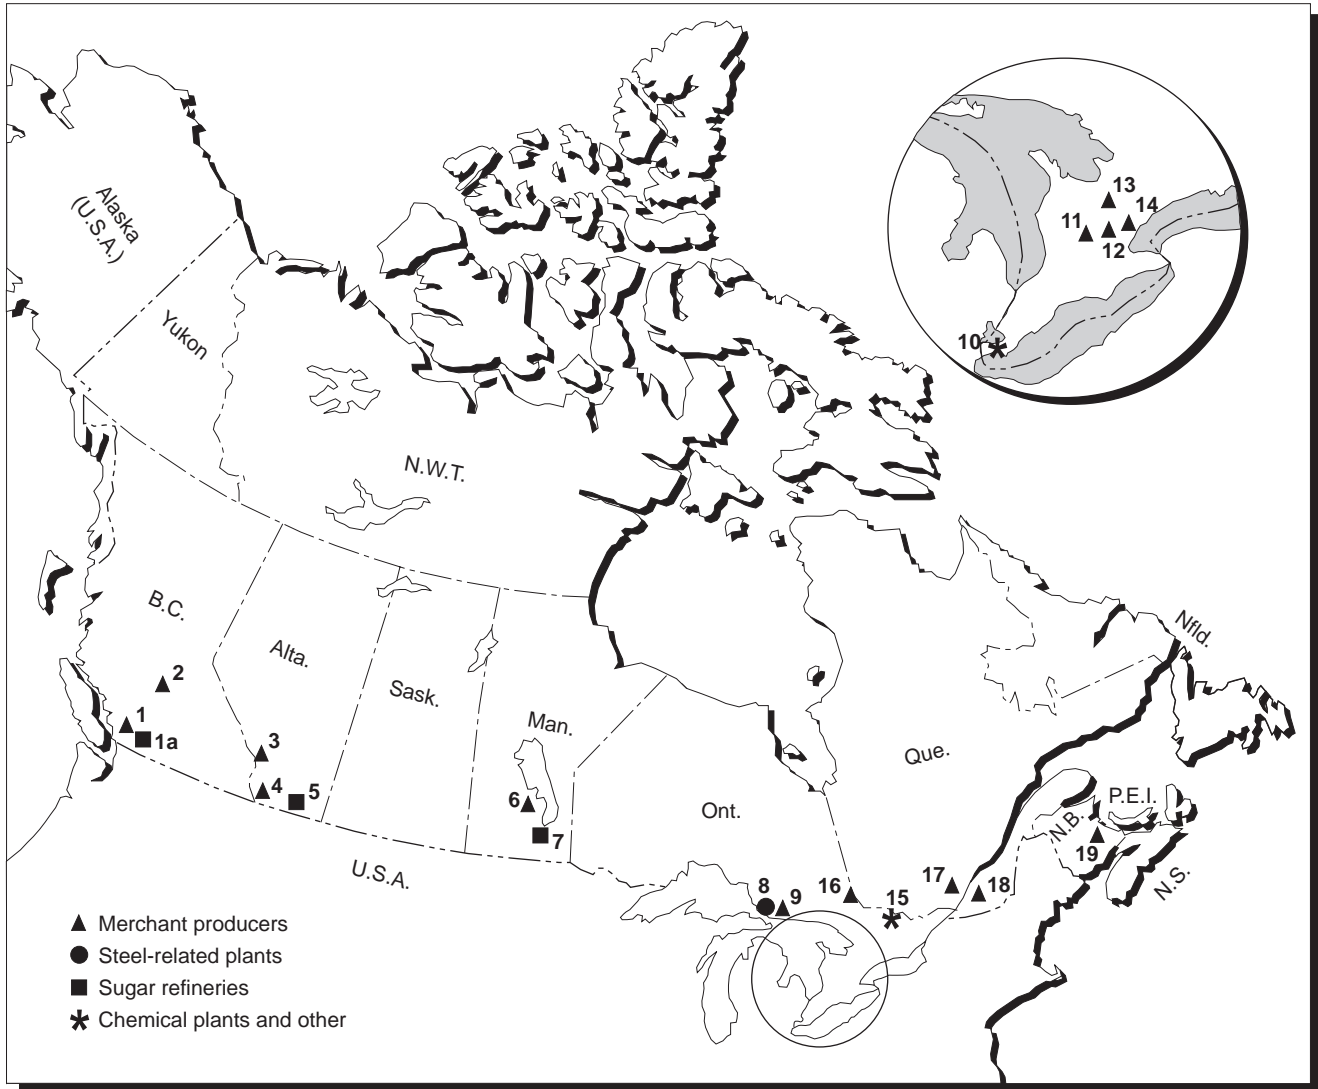 Alaska
(U.S.A.)
Yukon
N.W.T.
B.C.
Alta.
Sask.
Man.
Ont.
Que.
Nfld.
P.E.I.
N.B.
N.S.
U.S.A.
1
1a
2
3
4
5
6
7
8
9
10
11
12
13
14
15
16
17
18
19
Merchant producers
Steel-related plants
Sugar refineries
Chemical plants and other